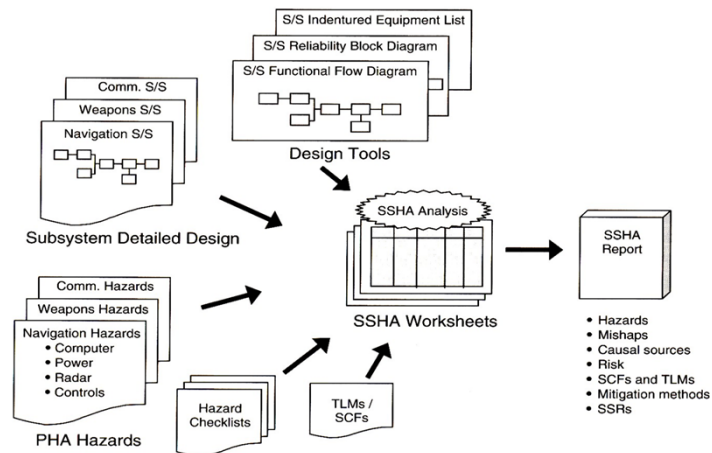 S/S Indentured Equipment List
S/S Reliability Block Diagram
S/S Functional Flow Diagram
Design Tools
Comm. S/S
Weapons S/S
Navigation S/S
Subsystem Detailed Design
SSHA Analysis
SSHA Worksheets
SSHA
Report
• Hazards
• Mishaps
• Causal sources
• Risk
• SCFs and TLMs
• Mitigation methods
• SSRs
Comm. Hazards
Weapons Hazards
Navigation Hazards
• Computer
• Power
• Radar
• Controls
PHA Hazards
Hazard
Checklists
TLMs /
SCFs